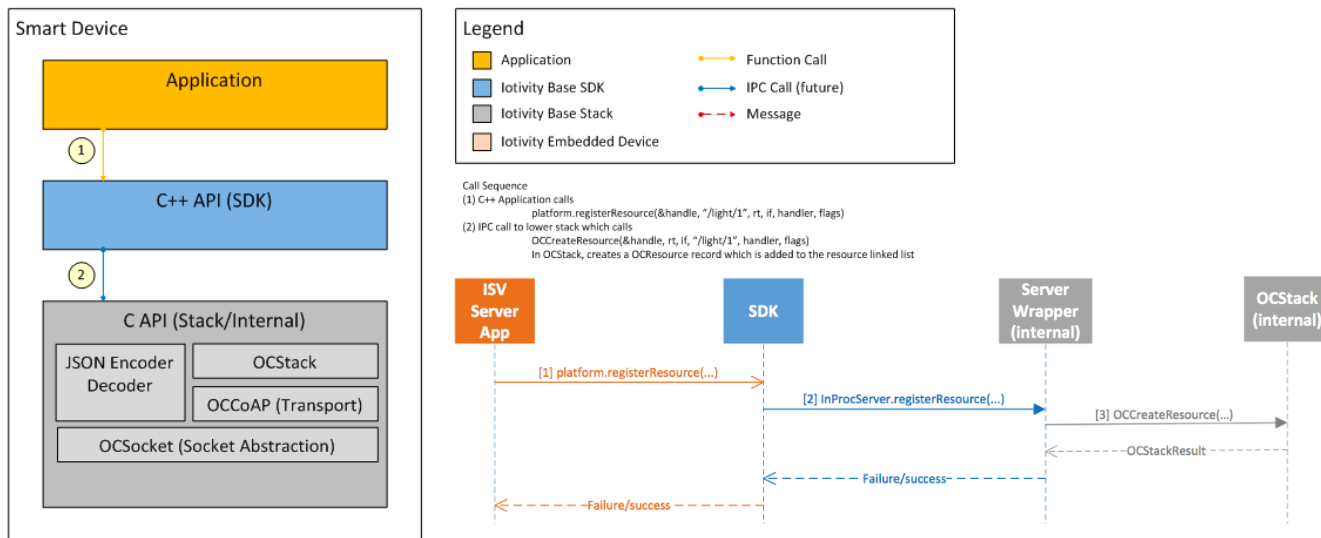 Smart Device
Application
1
C++ API (SDK)
2
C API (Stack/Internal)
JSON Encoder
Decoder
OCStack
OCCoAP (Transport)
OCSocket (Socket Abstraction)
Legend
Application
Iotivity Base SDK
Iotivity Base Stack
Iotivity Embedded Device
Function Call
IPC Call (future)
Message
Call Sequence
(1) C++ Application calls
platform.registerResource(&handle, "/light/1", rt, if, handler, flags)
(2) IPC call to lower stack which calls
OCCreateResource(&handle, rt, if, "/light/1", handler, flags)
In OCStack, creates a OCResource record which is added to the resource linked list
ISV
Server
App
SDK
Server
Wrapper
(internal)
OCStack
(internal)
[1] platform.registerResource(...)
[2] InProcServer.registerResource(...)
[3] OCCreateResource(...)
OCStackResult
Failure/success
Failure/success